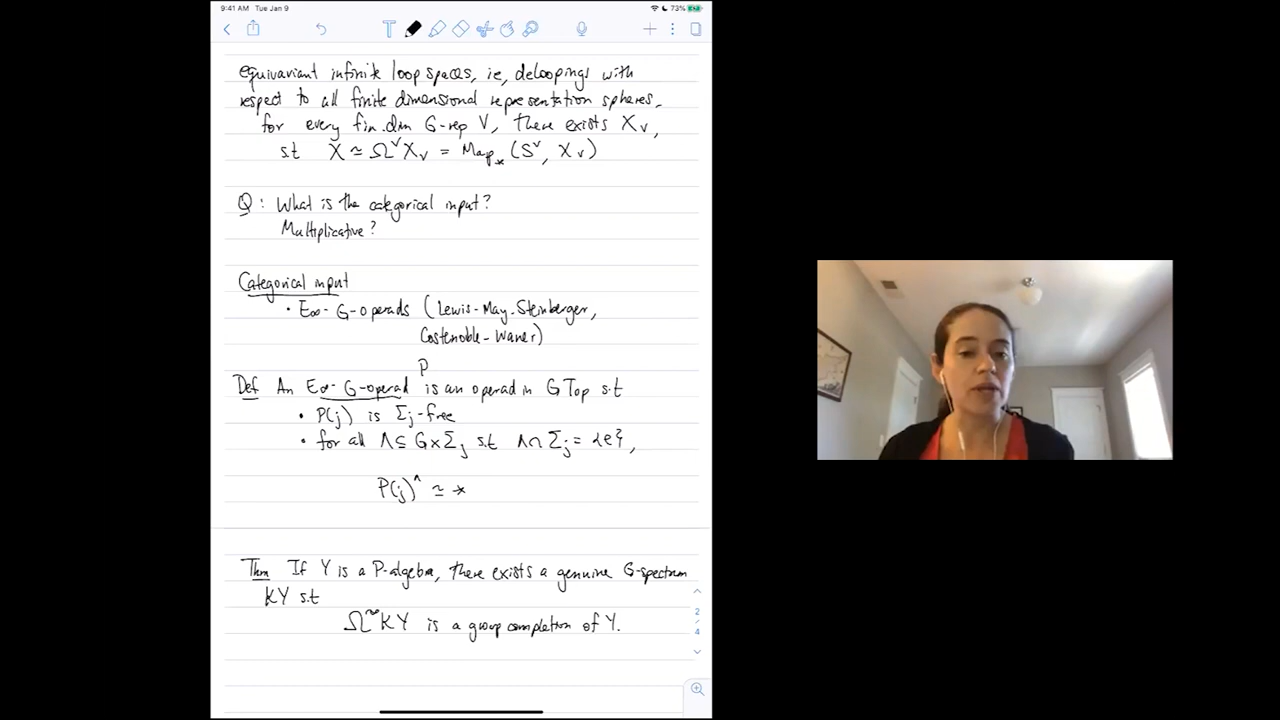 9:41 AM Tue Jan 9
73%
equivariant infinite loop spaces, ie, deloopings with
respect to all finite dimensional representation spheres,
for every fin.dim G-rep V, there exists X_V,
s.t X ≃ Ω^V X_V = Map_* (S^V, X_V)
Q: What is the categorical input?
Multiplicative?
Categorical input
• E∞-G-operads (Lewis-May-Steinberger,
Costenoble-Waner)
P
Def An E∞-G-operad is an operad in G Top s.t
• P(j) is Σ_j-free
• for all Λ ⊆ G×Σ_j s.t Λ∩Σ_j = {e},
P(j)^Λ ≃ *
Thm If Y is a P-algebra, there exists a genuine G-spectrum
KY s.t
Ω^∞ KY is a group completion of Y.
2
/
4